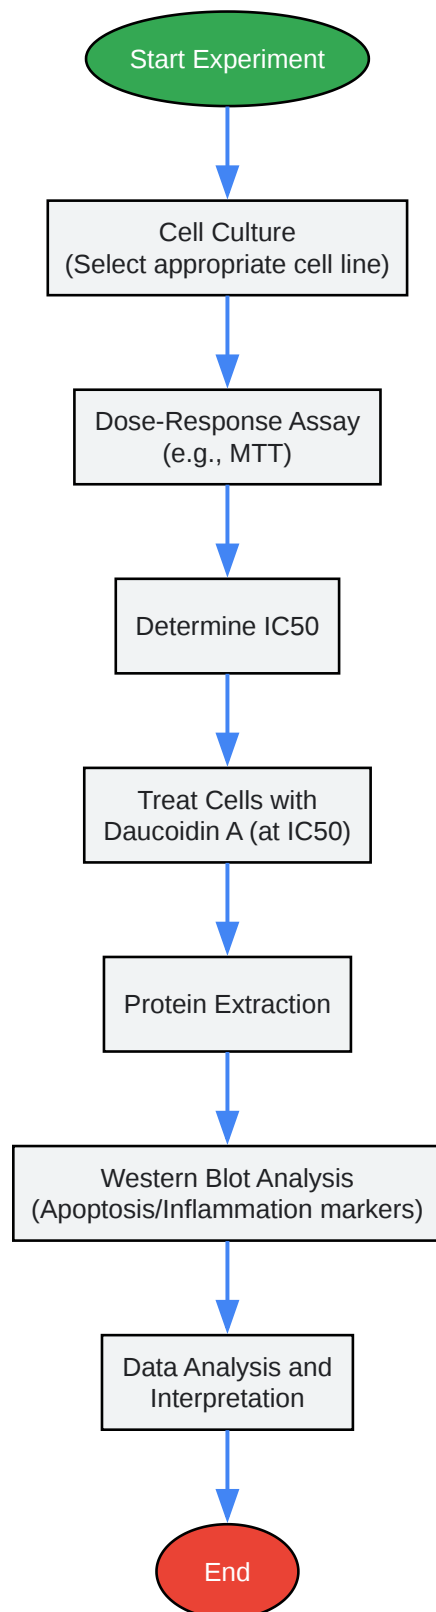 Start Experiment
Cell Culture
(Select appropriate cell line)
Dose-Response Assay
(e.g., MTT)
Determine IC50
Treat Cells with
Daucoidin A (at IC50)
Protein Extraction
Western Blot Analysis
(Apoptosis/Inflammation markers)
Data Analysis and
Interpretation
End